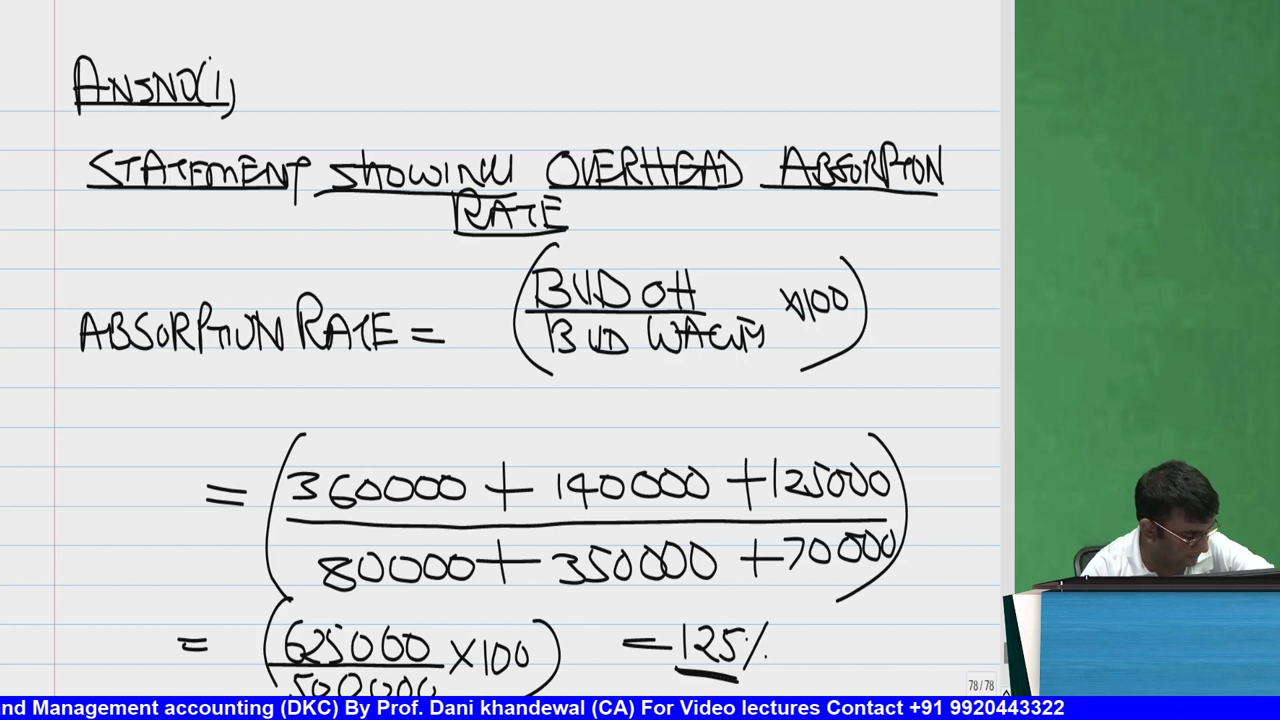 ANSNO(1)
STATEMENT SHOWING OVERHEAD ABSORPTION
RATE
ABSORPTION RATE = (BUD OH / BUD WAGES ×100)
= (360000 + 140000 + 125000 / 80000 + 350000 + 70000)
= (625000 / 500000 ×100) = 125%
78 / 78
nd Management accounting (DKC) By Prof. Dani khandewal (CA) For Video lectures Contact +91 9920443322